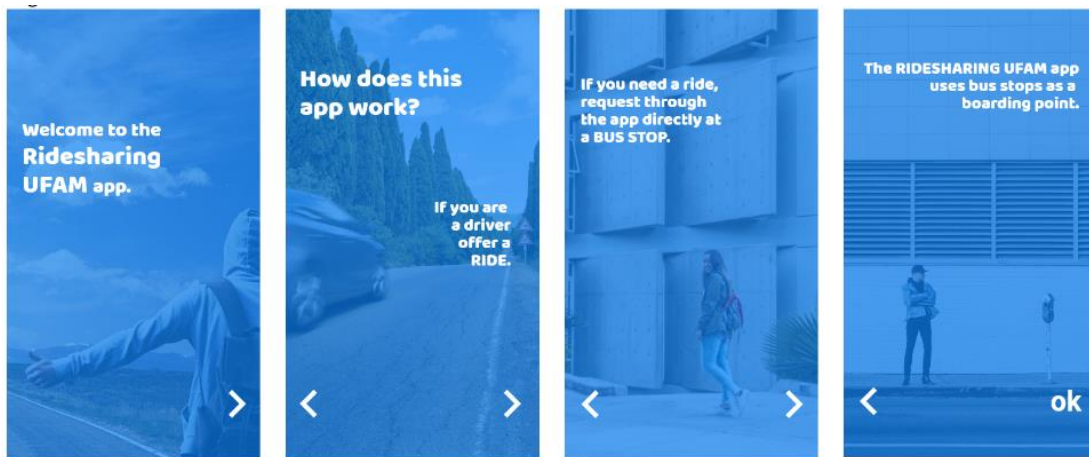 Welcome to the
Ridesharing
UFAM app.
How does this
app work?
If you are
a driver
offer a
RIDE.
If you need a ride,
request through
the app directly at
a BUS STOP.
The RIDESHARING UFAM app
uses bus stops as a
boarding point.
ok